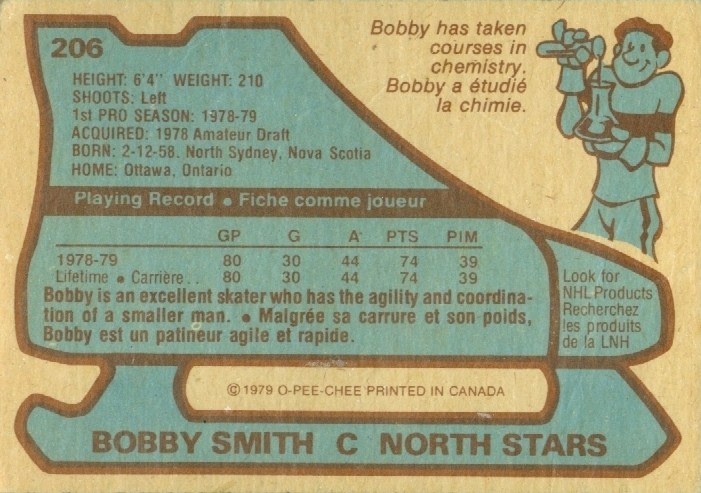 206
HEIGHT: 6'4" WEIGHT: 210
SHOOTS: Left
1st PRO SEASON: 1978-79
ACQUIRED: 1978 Amateur Draft
BORN: 2-12-58. North Sydney, Nova Scotia
HOME: Ottawa, Ontario
Bobby has taken
courses in
chemistry.
Bobby a étudié
la chimie.
Playing Record • Fiche comme joueur
GP G A PTS PIM
1978-79 80 30 44 74 39
Lifetime • Carrière.. 80 30 44 74 39
Bobby is an excellent skater who has the agility and coordina-
tion of a smaller man. • Malgrée sa carrure et son poids,
Bobby est un patineur agile et rapide.
Look for
NHL Products
Recherchez
les produits
de la LNH
©1979 O-PEE-CHEE PRINTED IN CANADA
BOBBY SMITH C NORTH STARS